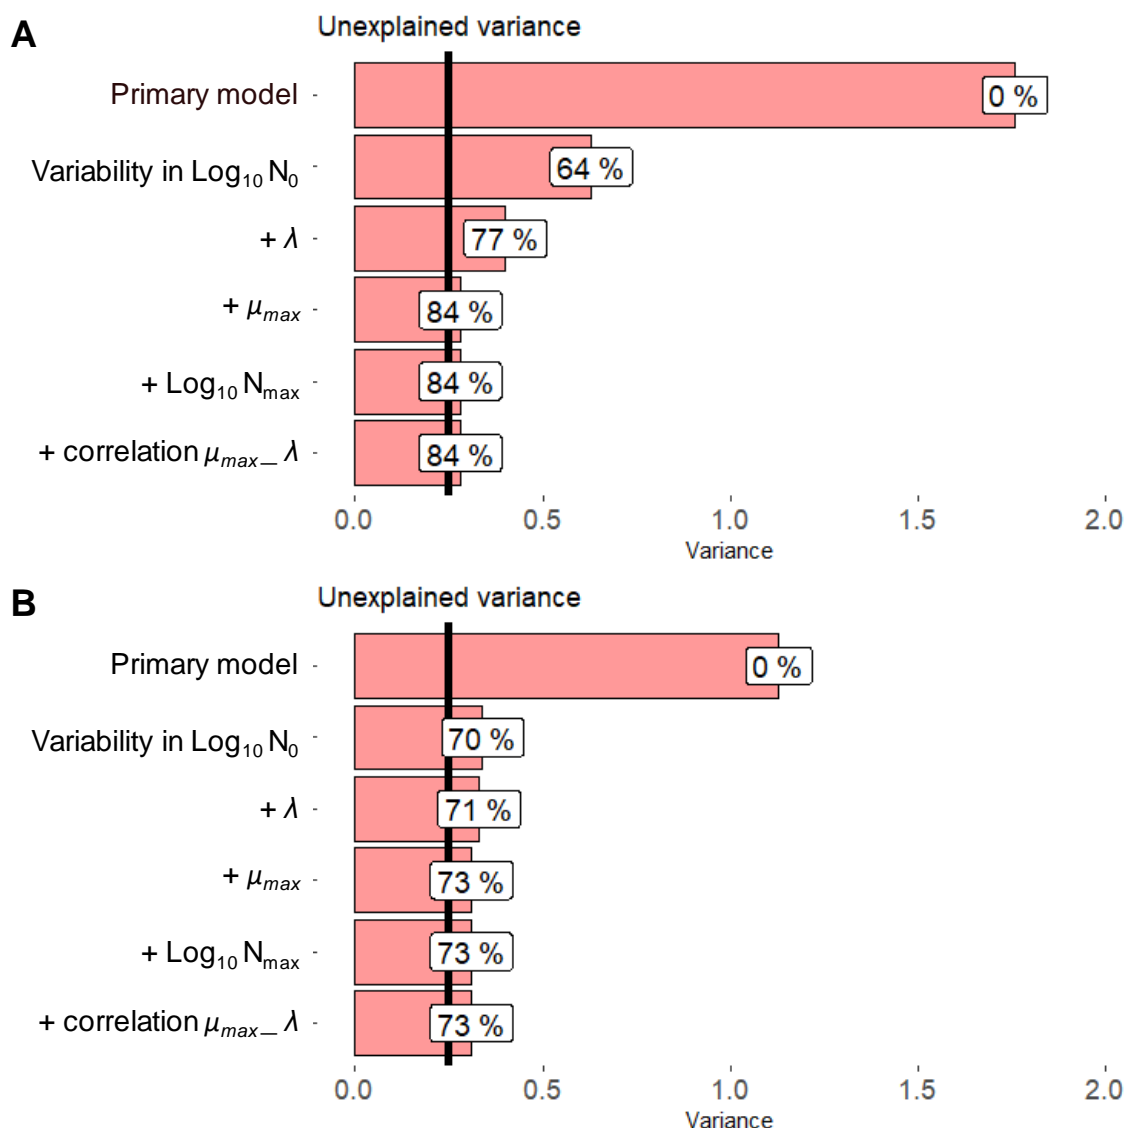 A
Unexplained variance
Primary model
0 %
Variability in Log₁₀ N₀
64 %
+ λ
77 %
+ μₘₐₓ
84 %
+ Log₁₀ Nₘₐₓ
84 %
+ correlation μₘₐₓ_ λ
84 %
0.0 0.5 1.0 1.5 2.0
Variance
B
Unexplained variance
Primary model
0 %
Variability in Log₁₀ N₀
70 %
+ λ
71 %
+ μₘₐₓ
73 %
+ Log₁₀ Nₘₐₓ
73 %
+ correlation μₘₐₓ_ λ
73 %
0.0 0.5 1.0 1.5 2.0
Variance